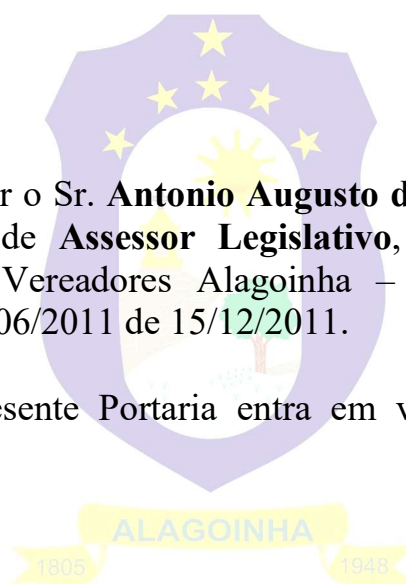 r o Sr. Antonio Augusto d
de Assessor Legislativo,
Vereadores Alagoinha –
06/2011 de 15/12/2011.
esente Portaria entra em v
ALAGOINHA
1805 1948